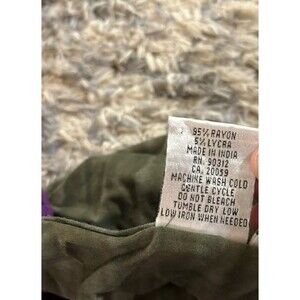 95% RAYON
5% LYCRA
MADE IN INDIA
RN. 90312
CA. 20059
MACHINE WASH COLD
GENTLE CYCLE
DO NOT BLEACH
TUMBLE DRY LOW
LOW IRON WHEN NEEDED